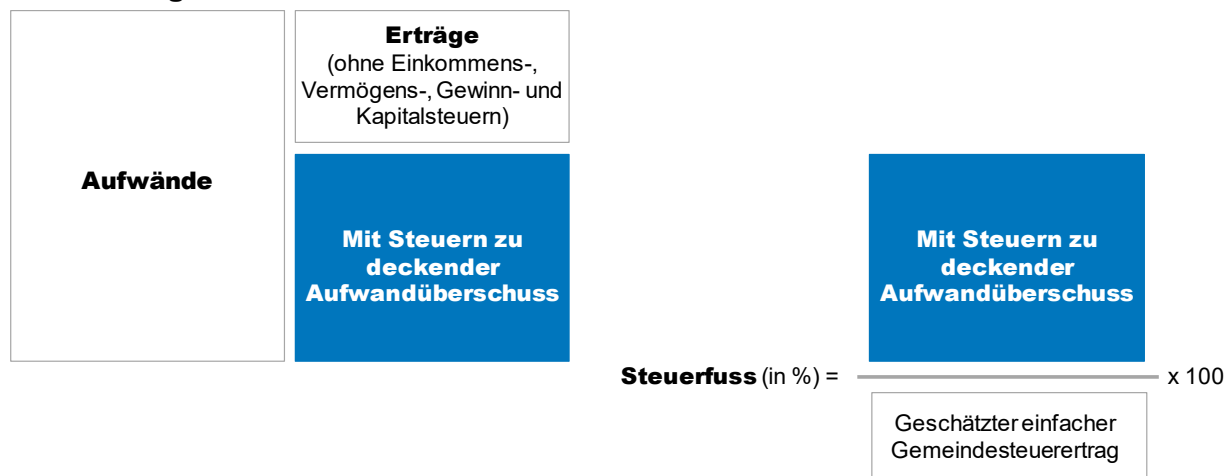 Erträge
(ohne Einkommens-,
Vermögens-, Gewinn- und
Kapitalsteuern)
Aufwände
Mit Steuern zu
deckender
Aufwandüberschuss
Mit Steuern zu
deckender
Aufwandüberschuss
Steuerfuss (in %) = x 100
Geschätzter einfacher
Gemeindesteuerertrag